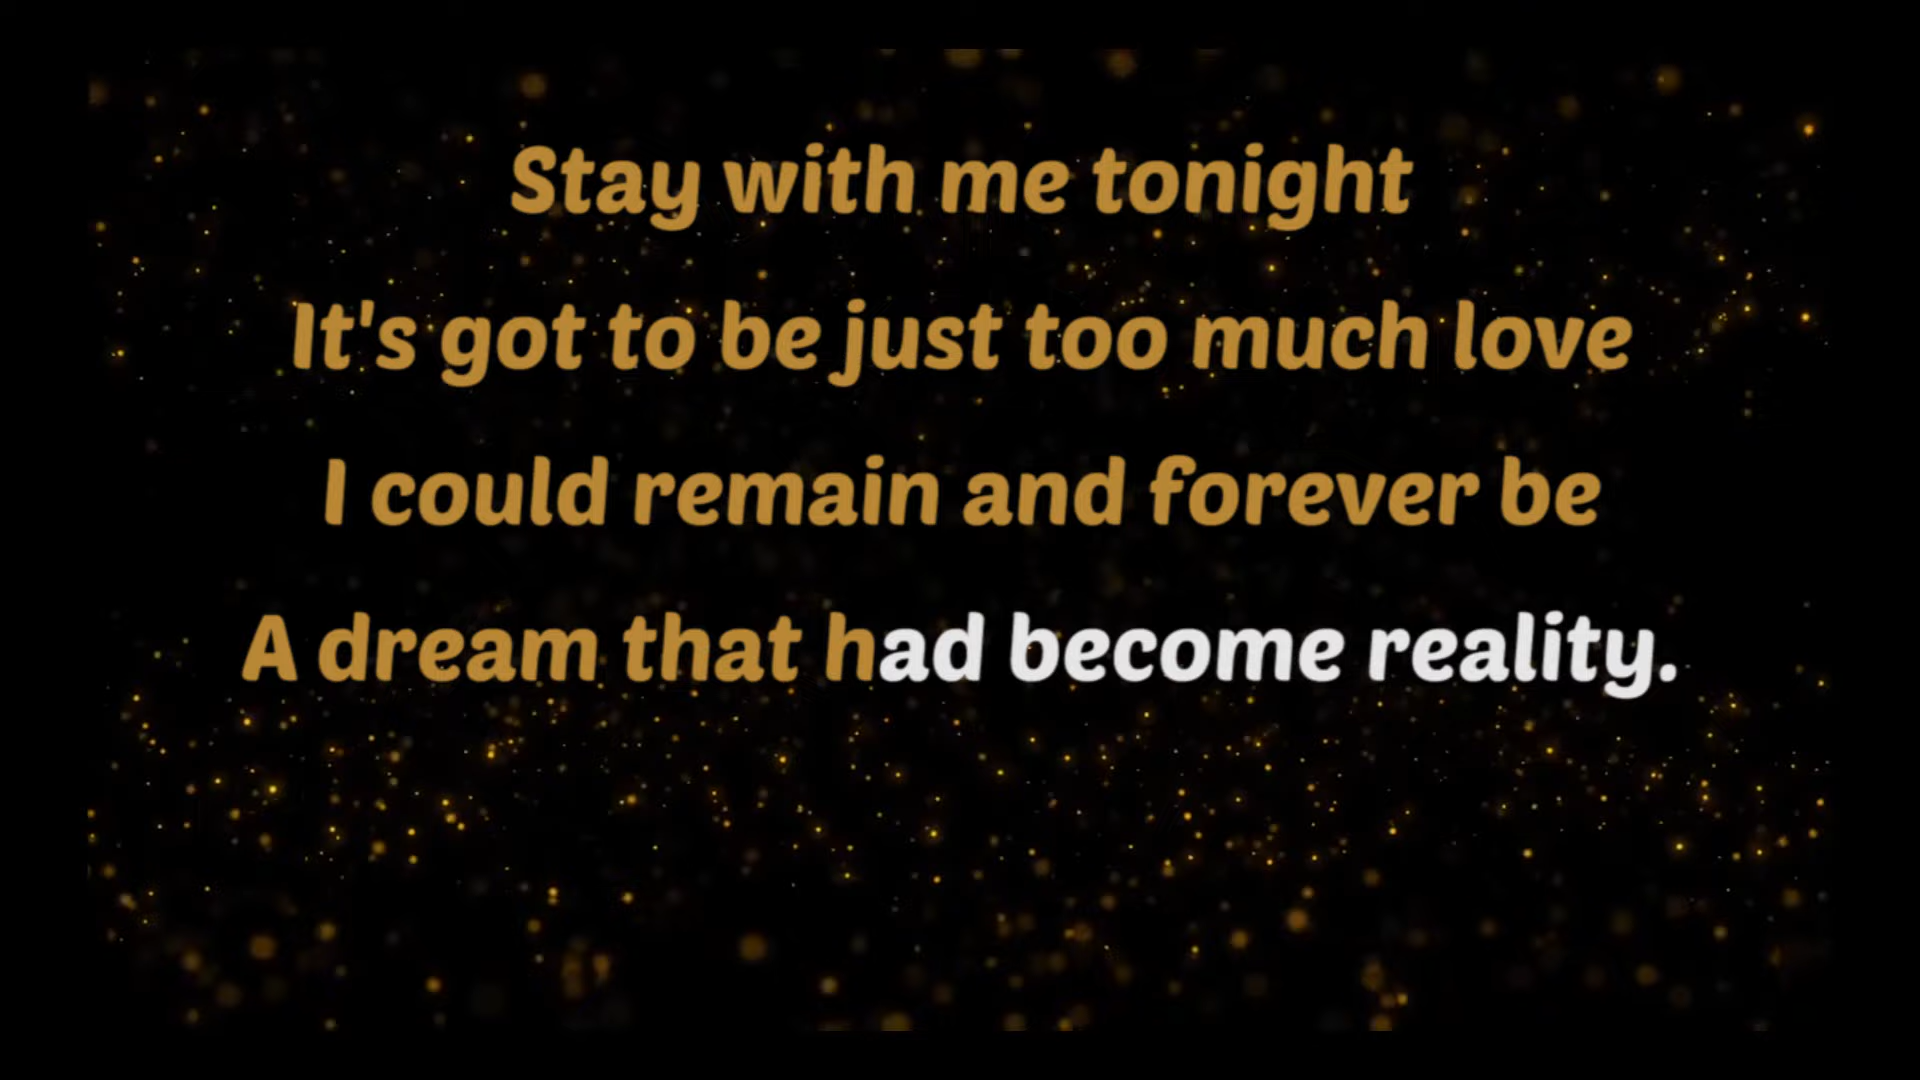 Stay with me tonight
It's got to be just too much love
I could remain and forever be
A dream that had become reality.